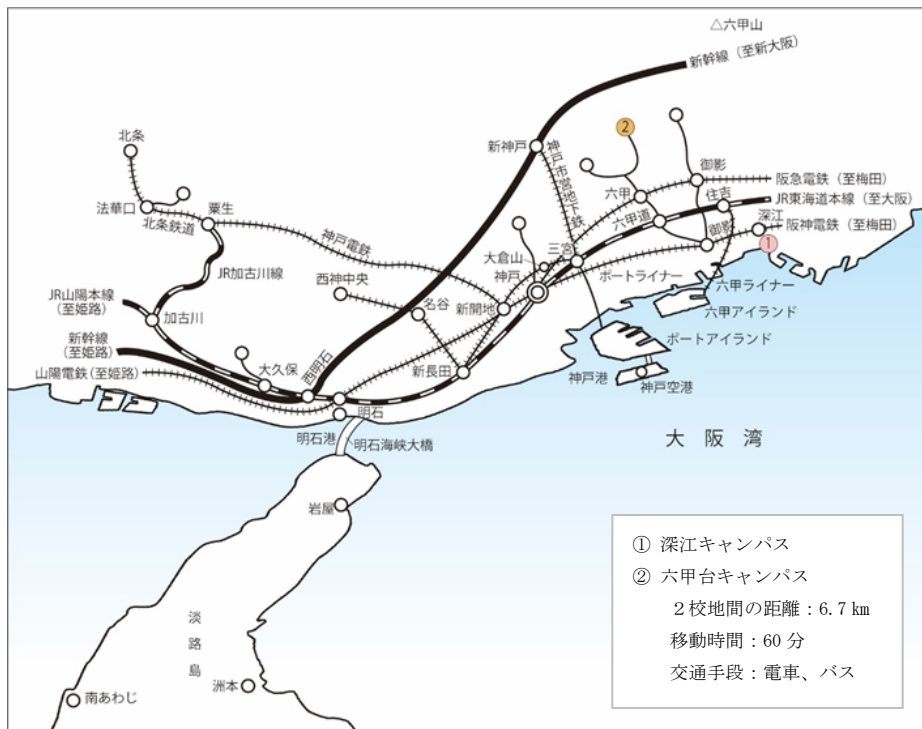 △六甲山
新幹線（至新大阪）
②
北条
新神戸
神戸市営地下鉄
御影
六甲
阪急電鉄（至梅田）
法華口
粟生
住吉
JR東海道本線（至大阪）
北条鉄道
六甲道
深江
神戸電鉄
三宮
御影
阪神電鉄（至梅田）
①
大倉山
JR加古川線
西神中央
神戸
ポートライナー
六甲ライナー
JR山陽本線
（至姫路）
名谷
新開地
六甲アイランド
加古川
新幹線
（至姫路）
ポートアイランド
大久保
西明石
新長田
山陽電鉄（至姫路）
神戸港
神戸空港
明石
明石港
明石海峡大橋
大阪湾
岩屋
淡路島
洲本
南あわじ
① 深江キャンパス
② 六甲台キャンパス
２校地間の距離：6.7 km
移動時間：60 分
交通手段：電車、バス